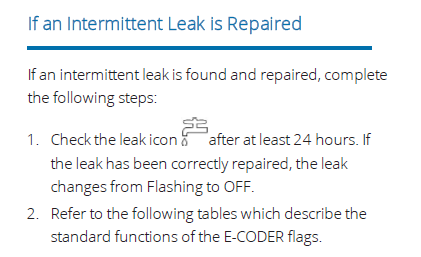 If an Intermittent Leak is Repaired
If an intermittent leak is found and repaired, complete
the following steps:
1. Check the leak icon after at least 24 hours. If
the leak has been correctly repaired, the leak
changes from Flashing to OFF.
2. Refer to the following tables which describe the
standard functions of the E-CODER flags.